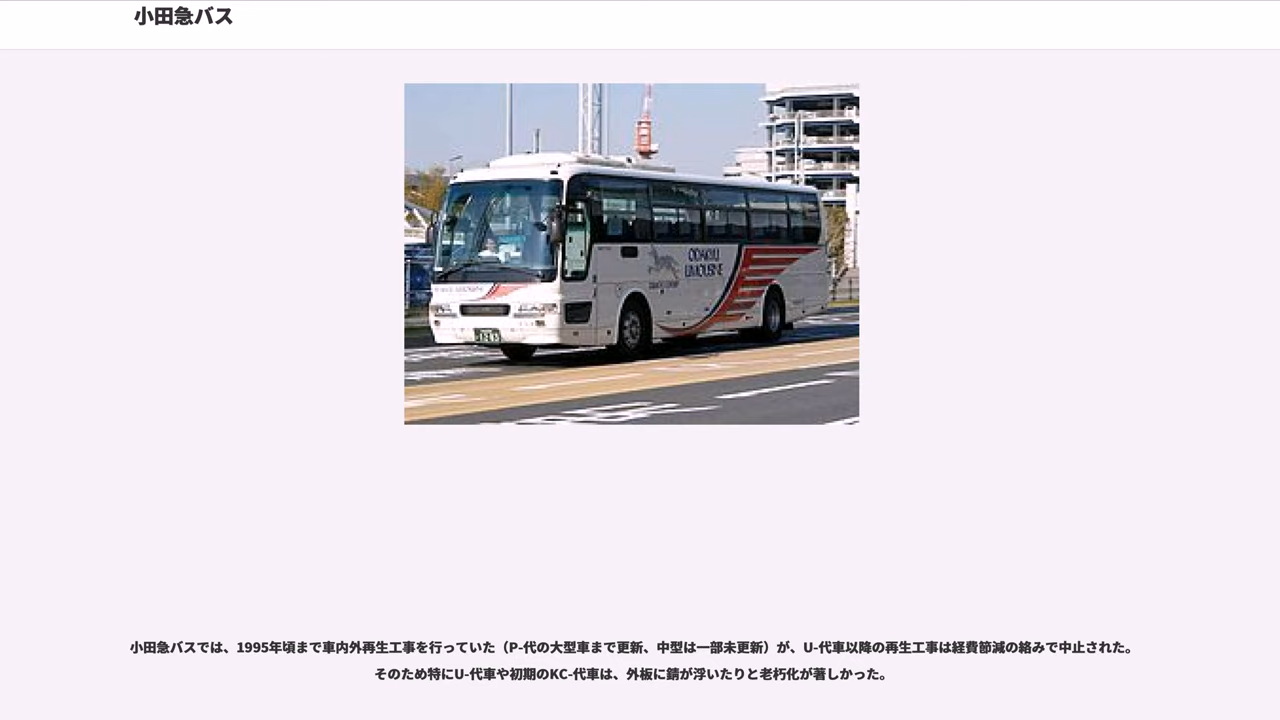 小田急バス
ODAKYU
LIMOUSINE
小田急バスでは、1995年頃まで車内外再生工事を行っていた（P-代の大型車まで更新、中型は一部未更新）が、U-代車以降の再生工事は経費節減の絡みで中止された。
そのため特にU-代車や初期のKC-代車は、外板に錆が浮いたりと老朽化が著しかった。